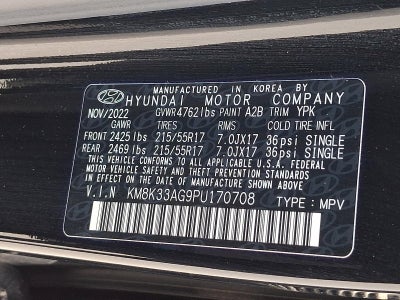 MANUFACTURED IN KOREA BY
HYUNDAI MOTOR COMPANY
NOV/2022 GVWR4762lbs PAINT A2B TRIM YPK
GAWR TIRES RIMS COLD TIRE INFL
FRONT 2425lbs 215/55R17 7.0JX17 36psi SINGLE
REAR 2469lbs 215/55R17 7.0JX17 36psi SINGLE
THIS VEHICLE CONFORMS TO ALL APPLICABLE U.S.A. FEDERAL
MOTOR VEHICLE SAFETY AND THEFT PREVENTION STANDARDS
IN EFFECT ON THE DATE OF MANUFACTURE SHOWN ABOVE.
V.I.N KM8K33AG9PU170708 TYPE: MPV